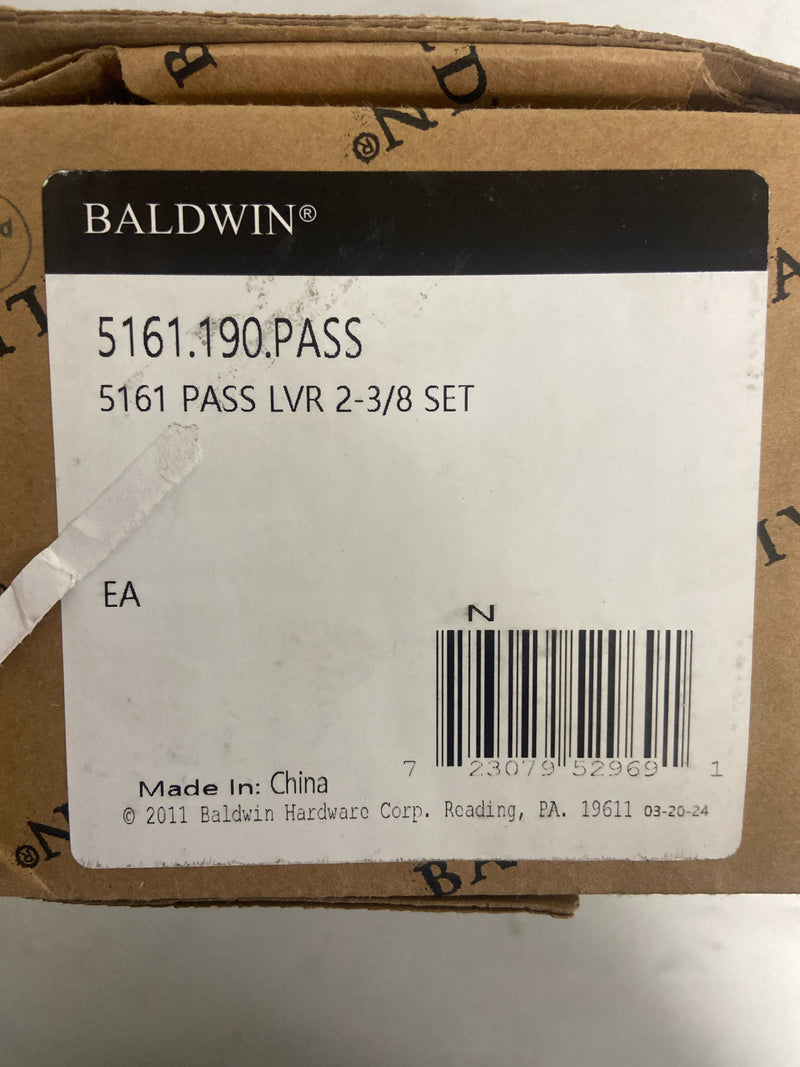 BALDWIN®
5161.190.PASS
5161 PASS LVR 2-3/8 SET
EA
N
7 23079 52969 1
Made In: China
© 2011 Baldwin Hardware Corp. Reading, PA. 19611 03-20-24